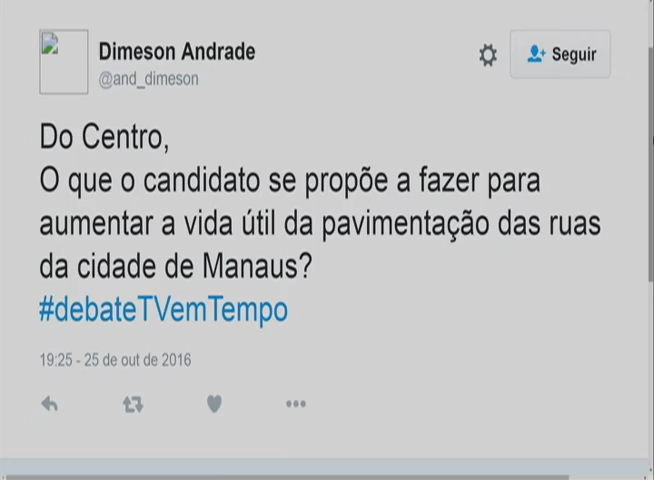 Dimeson Andrade
@and_dimeson
Seguir
Do Centro,
O que o candidato se propõe a fazer para
aumentar a vida útil da pavimentação das ruas
da cidade de Manaus?
#debateTVemTempo
19:25 - 25 de out de 2016